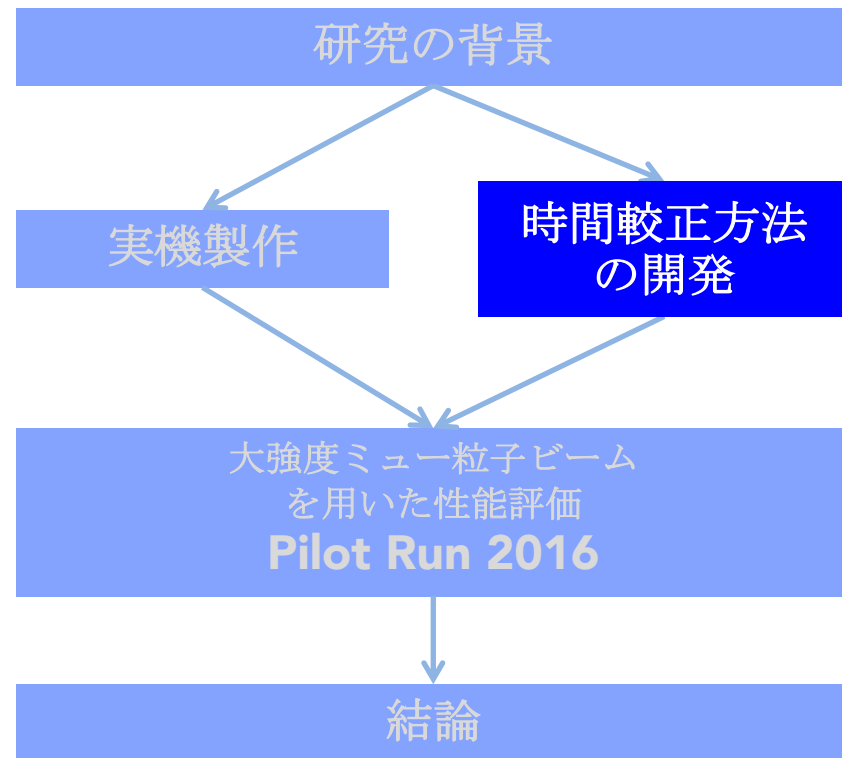 研究の背景
実機製作
時間較正方法
の開発
大強度ミュー粒子ビーム
を用いた性能評価
Pilot Run 2016
結論